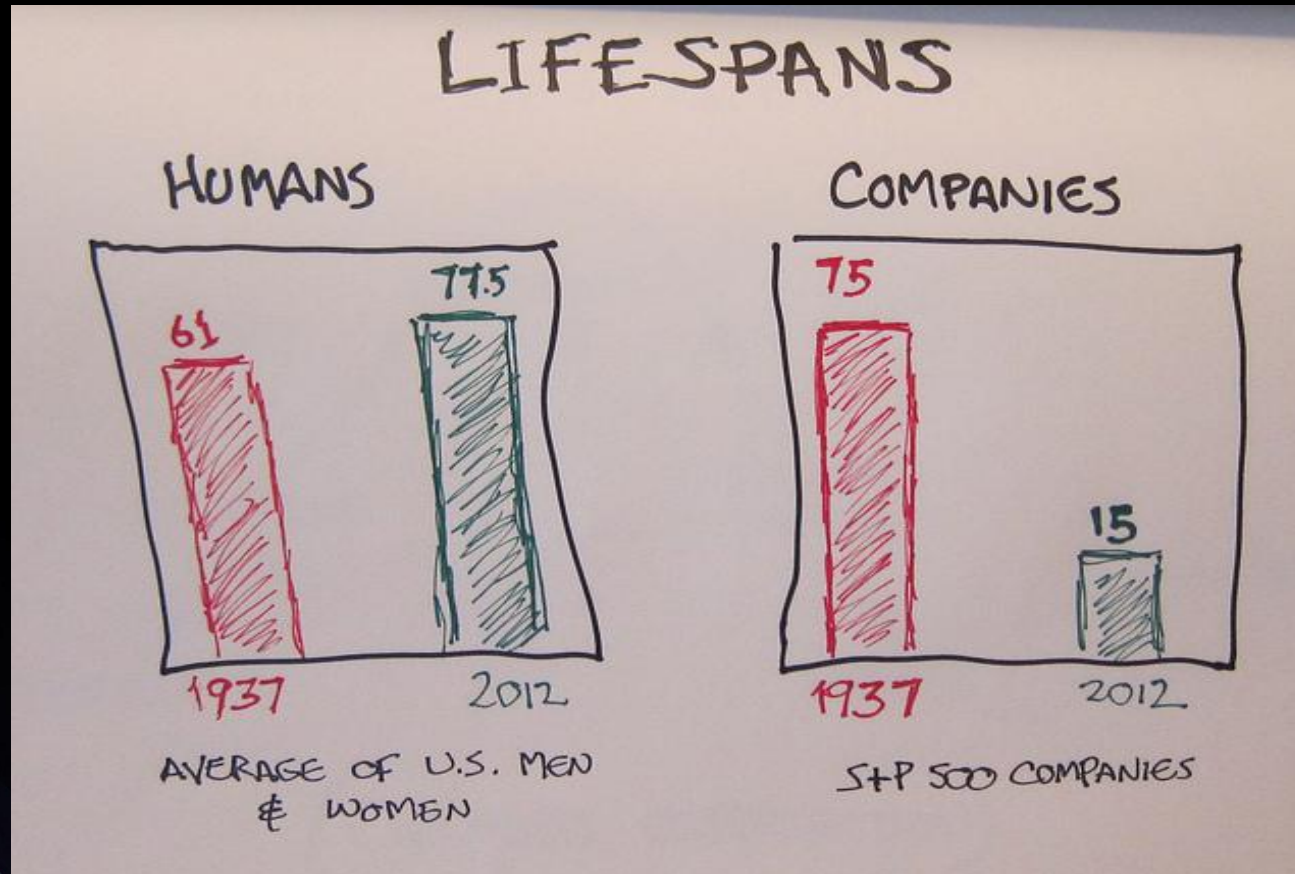 LIFESPANS
HUMANS
COMPANIES
61
77.5
75
15
1937
2012
1937
2012
AVERAGE OF U.S. MEN
& WOMEN
S+P 500 COMPANIES